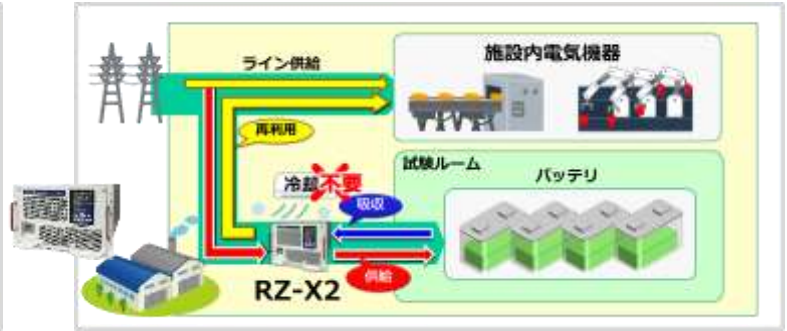 ライン供給
施設内電気機器
再利用
試験ルーム
バッテリ
冷却不要
吸収
供給
RZ-X2